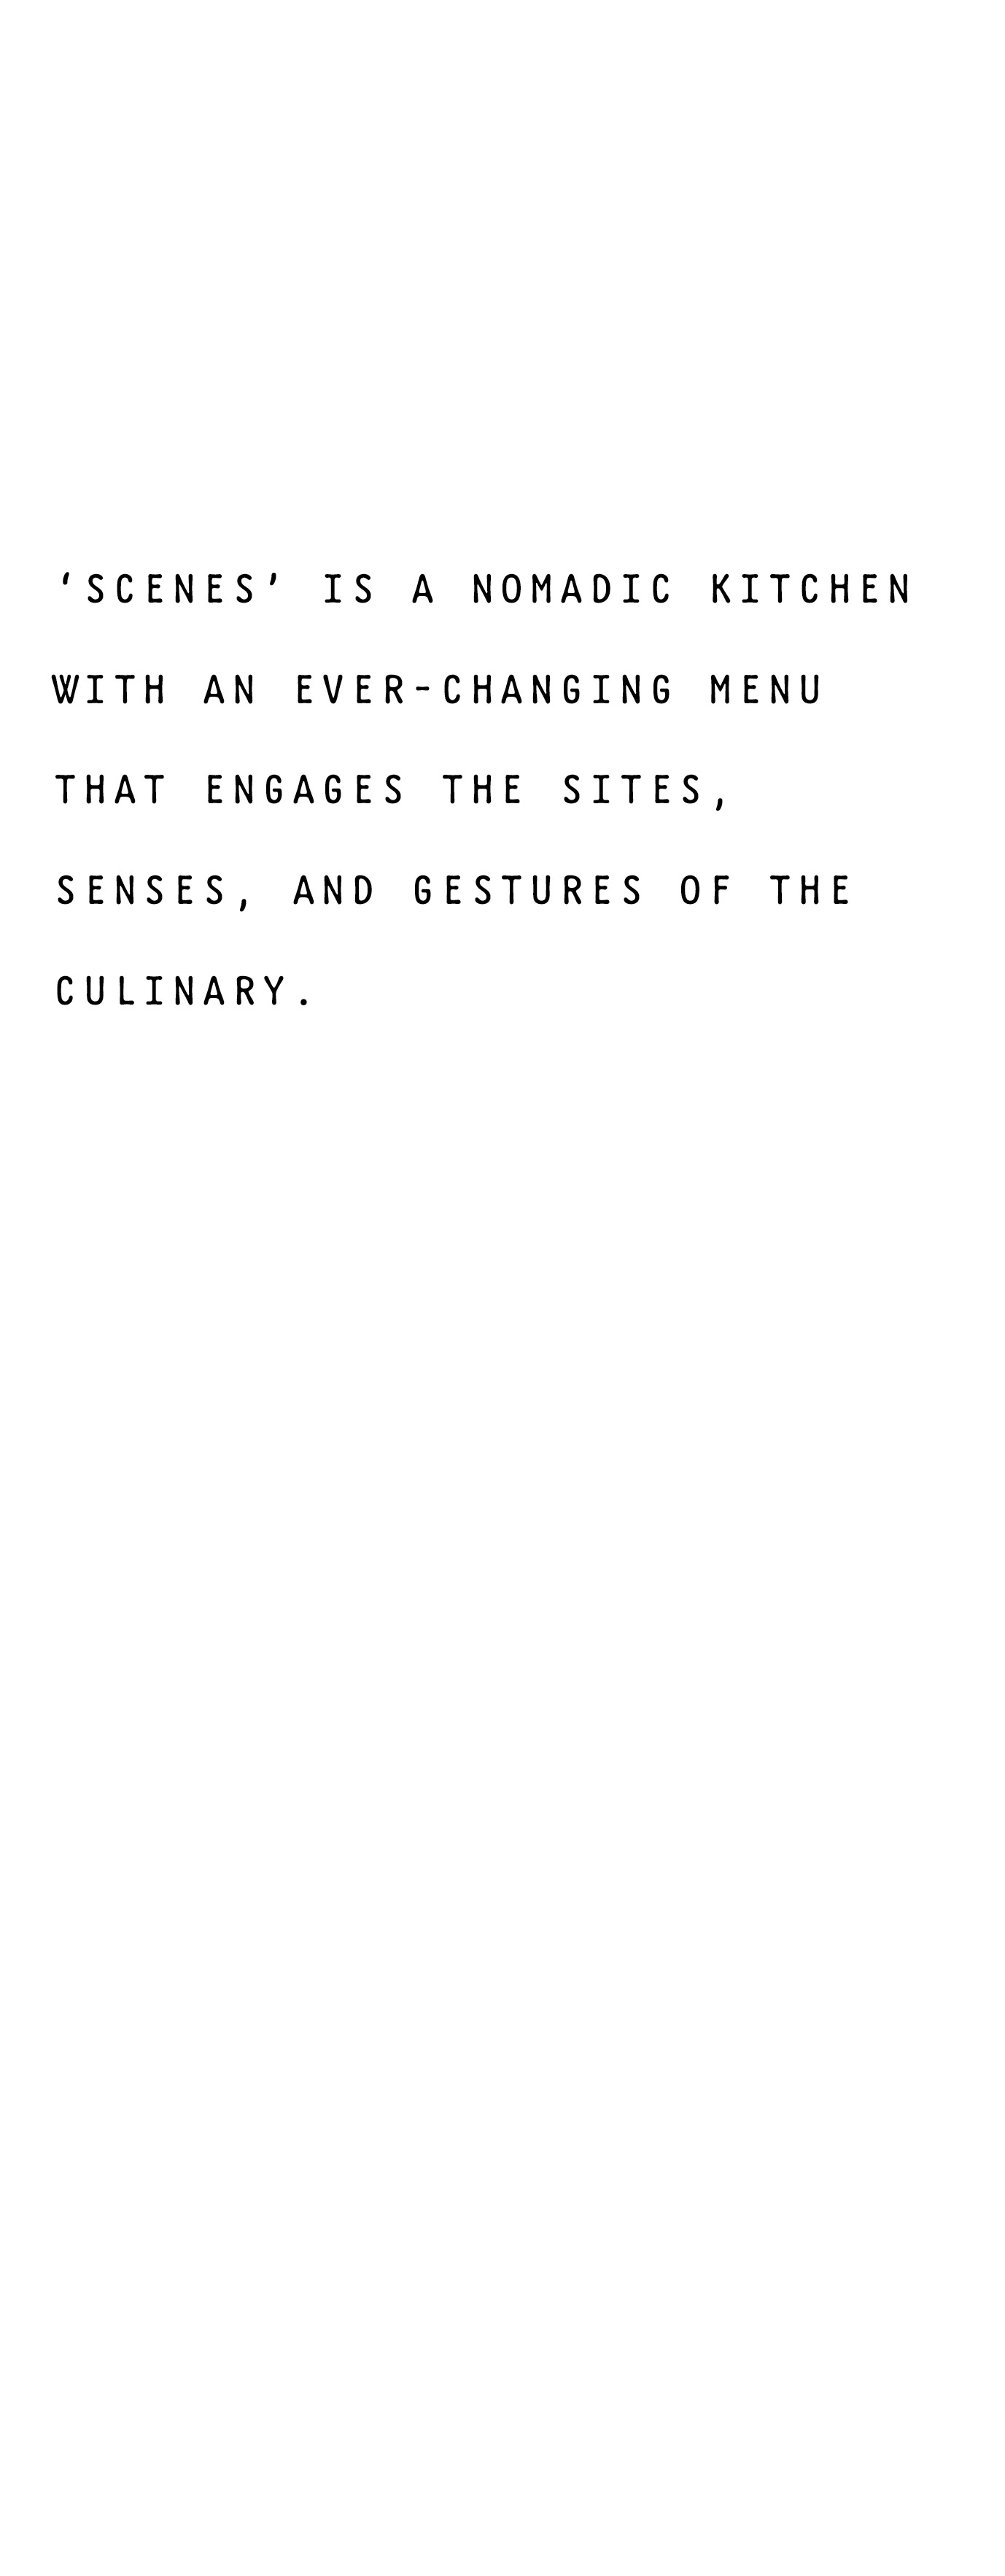 ‘SCENES’ IS A NOMADIC KITCHEN
WITH AN EVER-CHANGING MENU
THAT ENGAGES THE SITES,
SENSES, AND GESTURES OF THE
CULINARY.